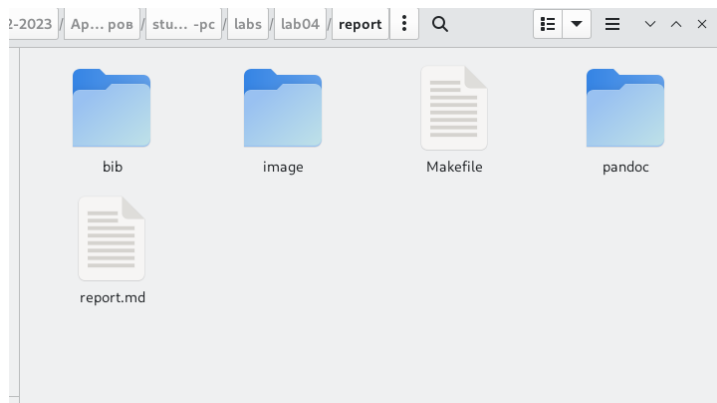 2-2023 / Ар... ров / stu... -pc / labs / lab04 / report
bib image Makefile pandoc
report.md